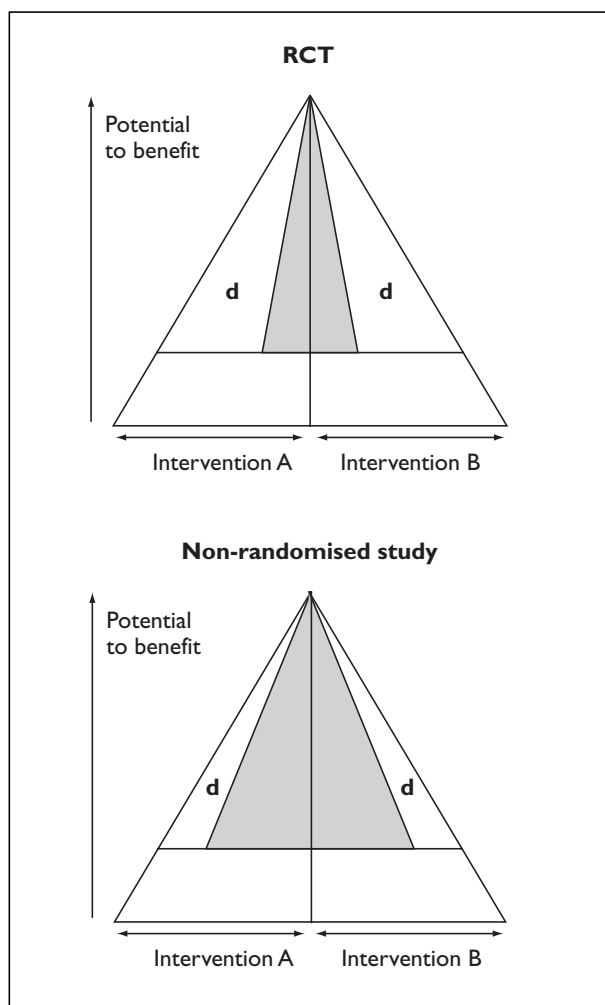 RCT
Potential
to benefit
d
d
Intervention A
Intervention B
Non-randomised study
Potential
to benefit
d
d
Intervention A
Intervention B